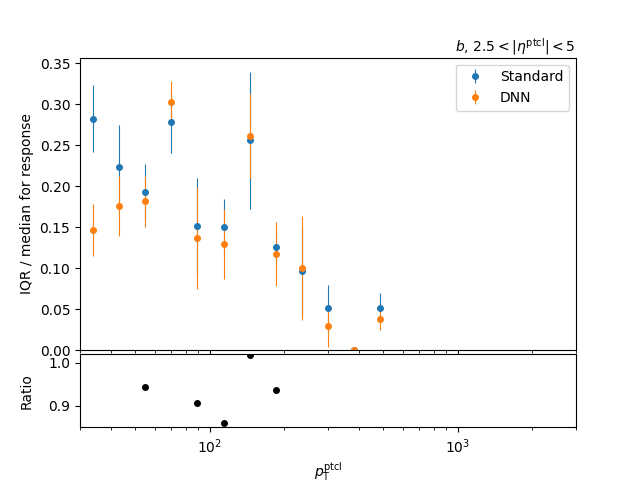 b, 2.5 < |η^ptcl| < 5
0.35
0.30
0.25
0.20
0.15
0.10
0.05
0.00
IQR / median for response
Standard
DNN
1.0
0.9
Ratio
10^2
10^3
p_T^ptcl